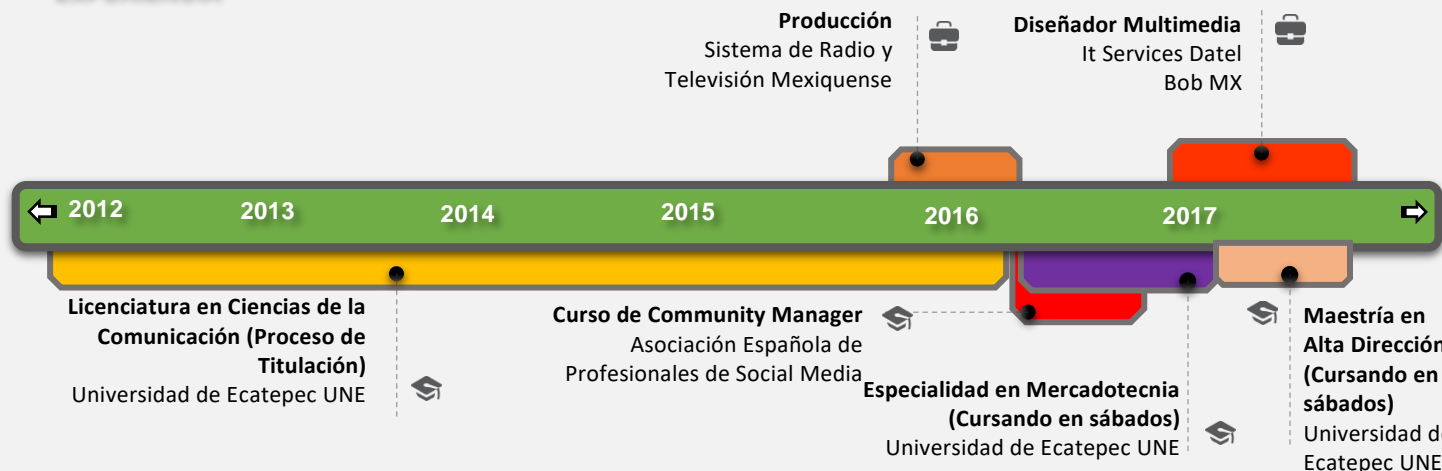 Producción
Sistema de Radio y
Televisión Mexiquense
Diseñador Multimedia
It Services Datel
Bob MX
2012
2013
2014
2015
2016
2017
Licenciatura en Ciencias de la
Comunicación (Proceso de
Titulación)
Universidad de Ecatepec UNE
Curso de Community Manager
Asociación Española de
Profesionales de Social Media
Especialidad en Mercadotecnia
(Cursando en sábados)
Universidad de Ecatepec UNE
Maestría en
Alta Dirección
(Cursando en
sábados)
Universidad de
Ecatepec UNE